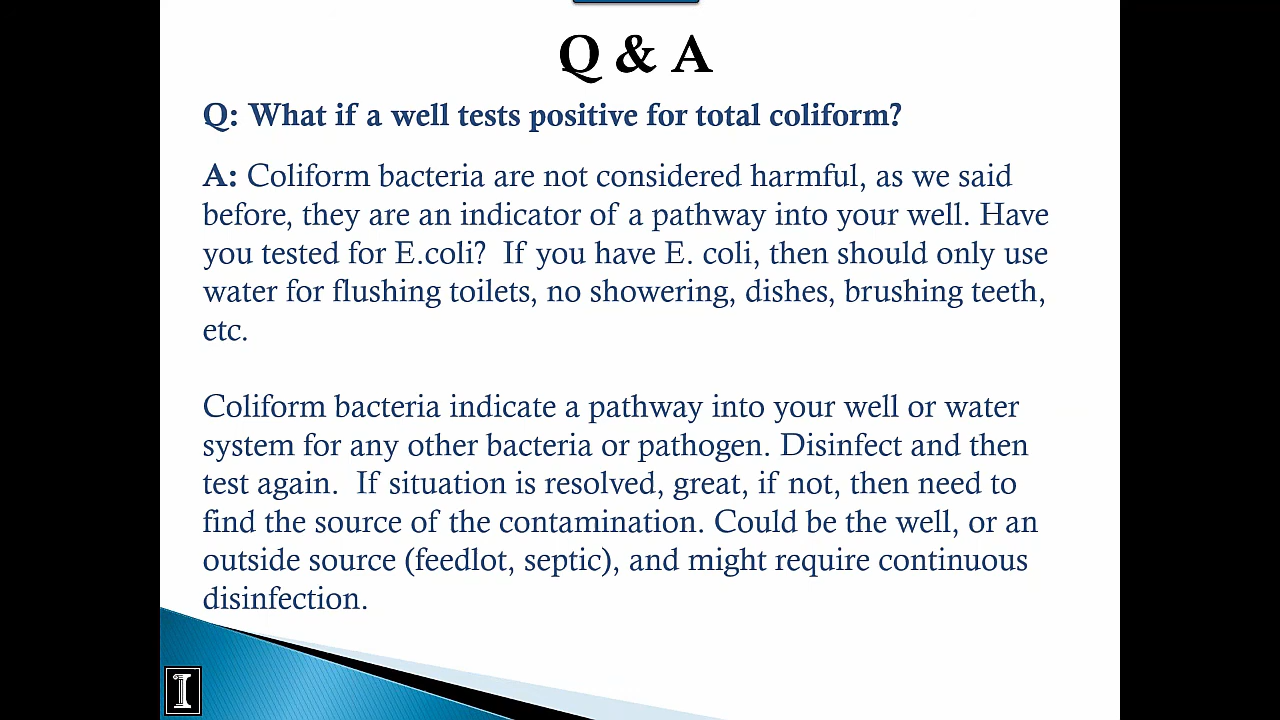 Q & A
Q: What if a well tests positive for total coliform?
A: Coliform bacteria are not considered harmful, as we said
before, they are an indicator of a pathway into your well. Have
you tested for E.coli?  If you have E. coli, then should only use
water for flushing toilets, no showering, dishes, brushing teeth,
etc.
Coliform bacteria indicate a pathway into your well or water
system for any other bacteria or pathogen. Disinfect and then
test again.  If situation is resolved, great, if not, then need to
find the source of the contamination. Could be the well, or an
outside source (feedlot, septic), and might require continuous
disinfection.
I